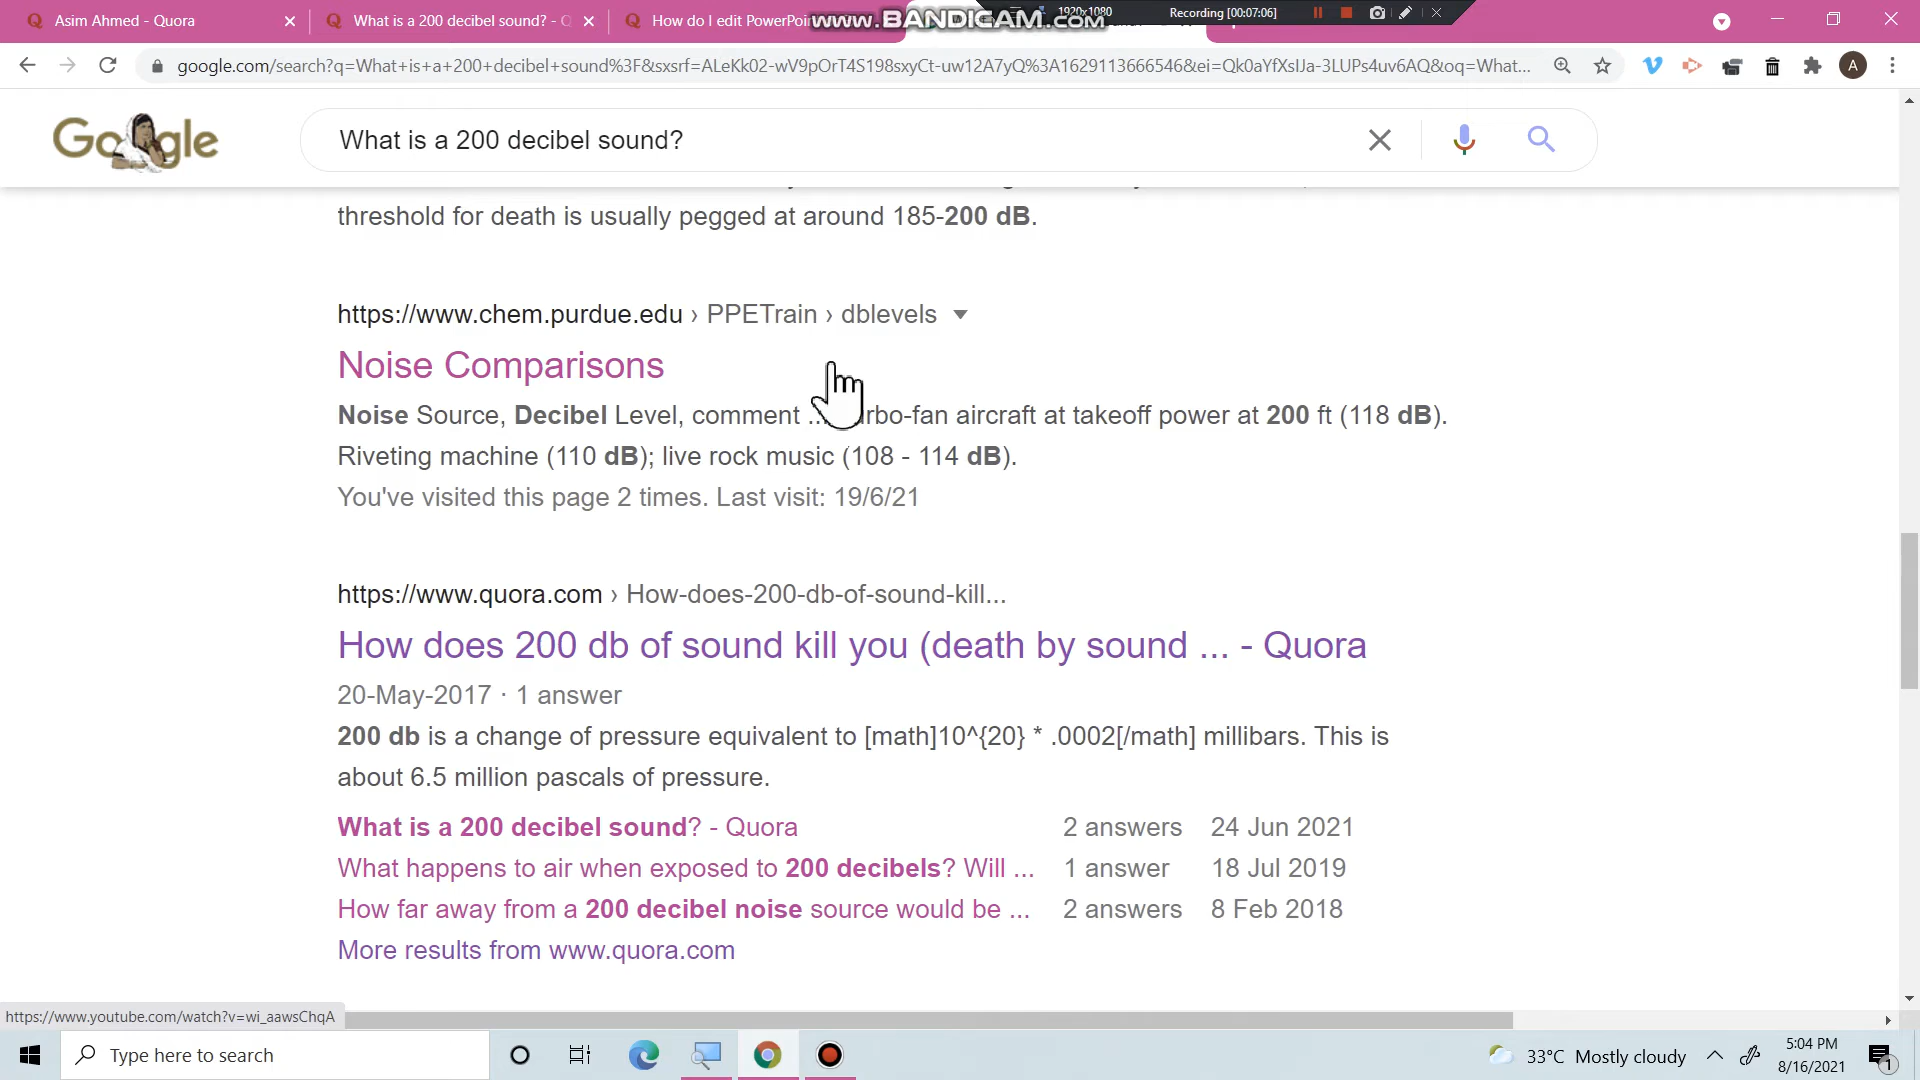 Asim Ahmed - Quora
What is a 200 decibel sound? - Q
How do I edit PowerPoin
www.BANDICAM.com
1920x1080
Recording [00:07:06]
google.com/search?q=What+is+a+200+decibel+sound%3F&sxsrf=ALeKk02-wV9pOrT4S198sxyCt-uw12A7yQ%3A1629113666546&ei=Qk0aYfXsIJa-3LUPs4uv6AQ&oq=What...
A
Google
What is a 200 decibel sound?
threshold for death is usually pegged at around 185-200 dB.
https://www.chem.purdue.edu › PPETrain › dblevels
Noise Comparisons
Noise Source, Decibel Level, comment ... rbo-fan aircraft at takeoff power at 200 ft (118 dB).
Riveting machine (110 dB); live rock music (108 - 114 dB).
You've visited this page 2 times. Last visit: 19/6/21
https://www.quora.com › How-does-200-db-of-sound-kill...
How does 200 db of sound kill you (death by sound ... - Quora
20-May-2017 · 1 answer
200 db is a change of pressure equivalent to [math]10^{20} * .0002[/math] millibars. This is
about 6.5 million pascals of pressure.
What is a 200 decibel sound? - Quora 2 answers 24 Jun 2021
What happens to air when exposed to 200 decibels? Will ... 1 answer 18 Jul 2019
How far away from a 200 decibel noise source would be ... 2 answers 8 Feb 2018
More results from www.quora.com
https://www.youtube.com/watch?v=wi_aawsChqA
Type here to search
33°C Mostly cloudy
5:04 PM
8/16/2021
1